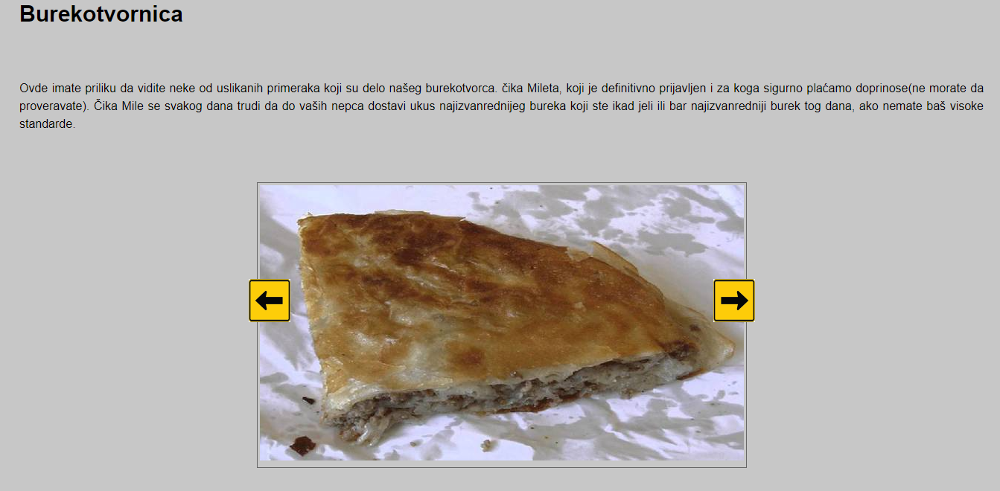 Burekotvornica
Ovde imate priliku da vidite neke od uslikanih primeraka koji su delo našeg burekotvorca. čika Mileta, koji je definitivno prijavljen i za koga sigurno plaćamo doprinose(ne morate da
proveravate). Čika Mile se svakog dana trudi da do vaših nepca dostavi ukus najizvanrednijeg bureka koji ste ikad jeli ili bar najizvanredniji burek tog dana, ako nemate baš visoke
standarde.